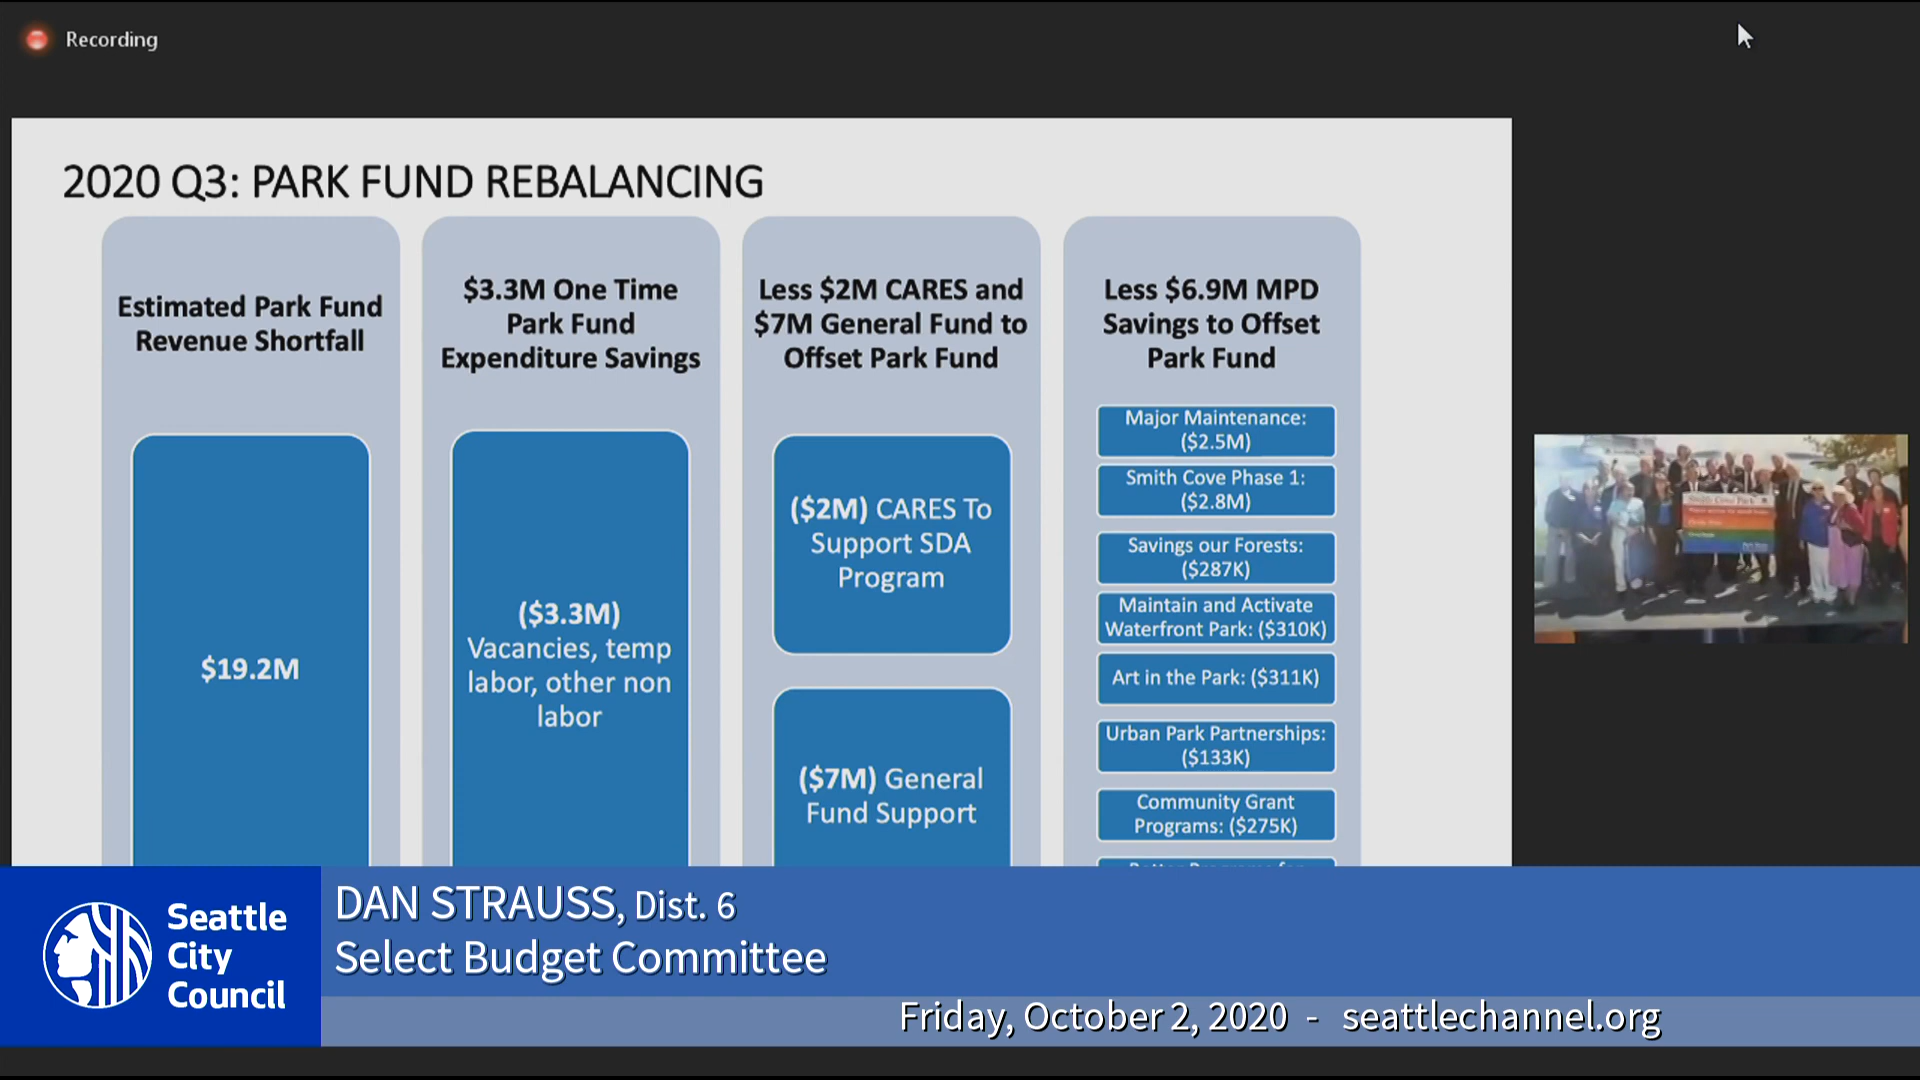 Recording
2020 Q3: PARK FUND REBALANCING
Estimated Park Fund
Revenue Shortfall
$19.2M
$3.3M One Time
Park Fund
Expenditure Savings
($3.3M)
Vacancies, temp
labor, other non
labor
Less $2M CARES and
$7M General Fund to
Offset Park Fund
($2M) CARES To
Support SDA
Program
($7M) General
Fund Support
Less $6.9M MPD
Savings to Offset
Park Fund
Major Maintenance:
($2.5M)
Smith Cove Phase 1:
($2.8M)
Savings our Forests:
($287K)
Maintain and Activate
Waterfront Park: ($310K)
Art in the Park: ($311K)
Urban Park Partnerships:
($133K)
Community Grant
Programs: ($275K)
Smith Cove Park
Seattle
City
Council
DAN STRAUSS, Dist. 6
Select Budget Committee
Friday, October 2, 2020 - seattlechannel.org